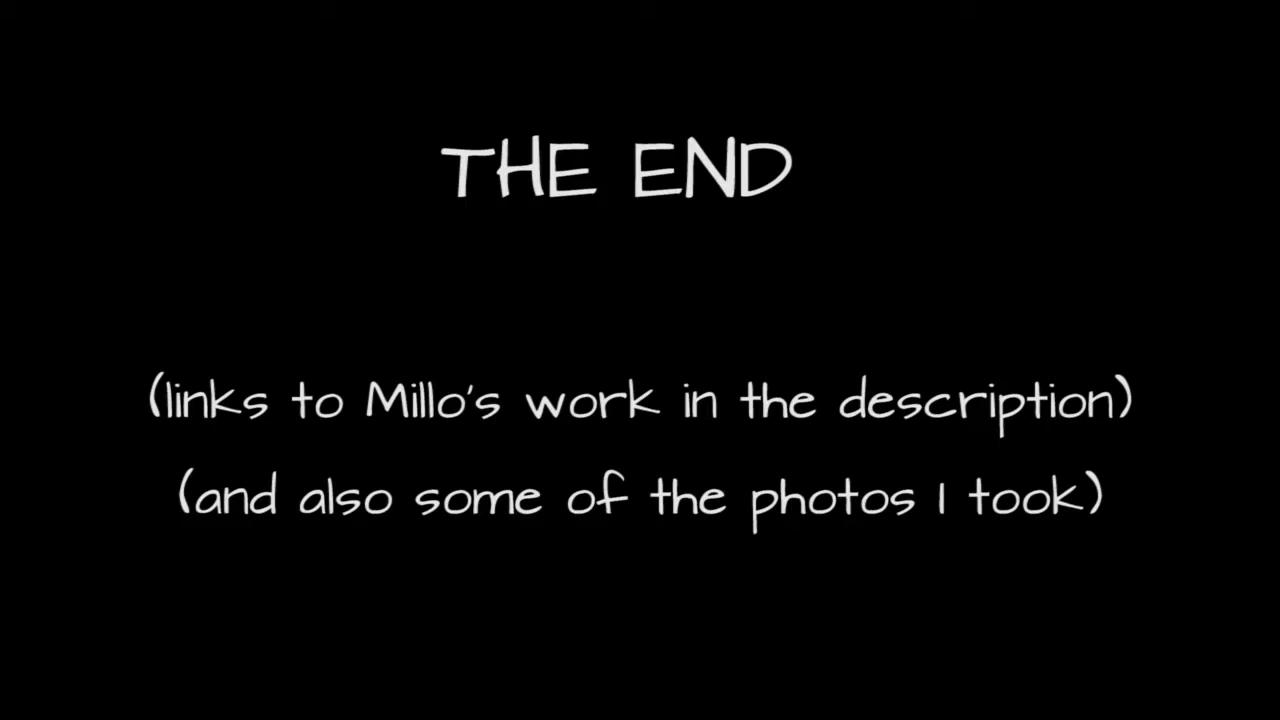 THE END
(links to Millo's work in the description)
(and also some of the photos I took)